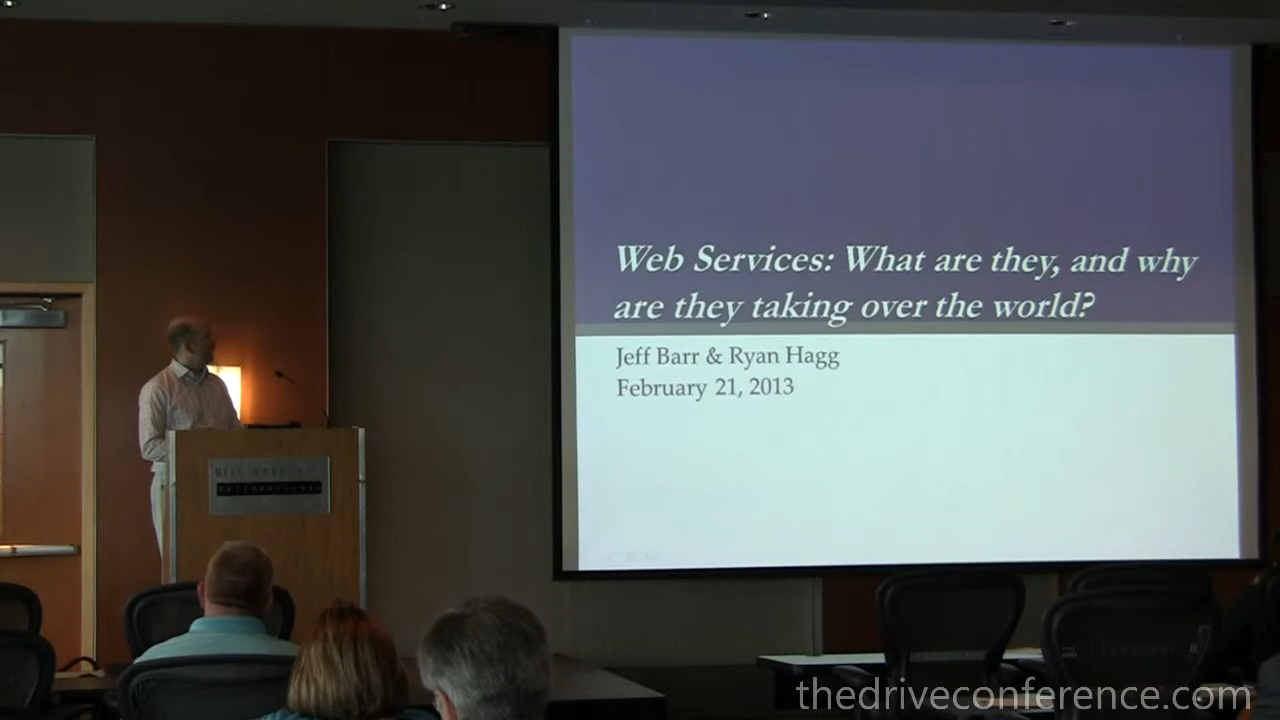 Web Services: What are they, and why
are they taking over the world?
Jeff Barr & Ryan Hagg
February 21, 2013
thedriveconference.com